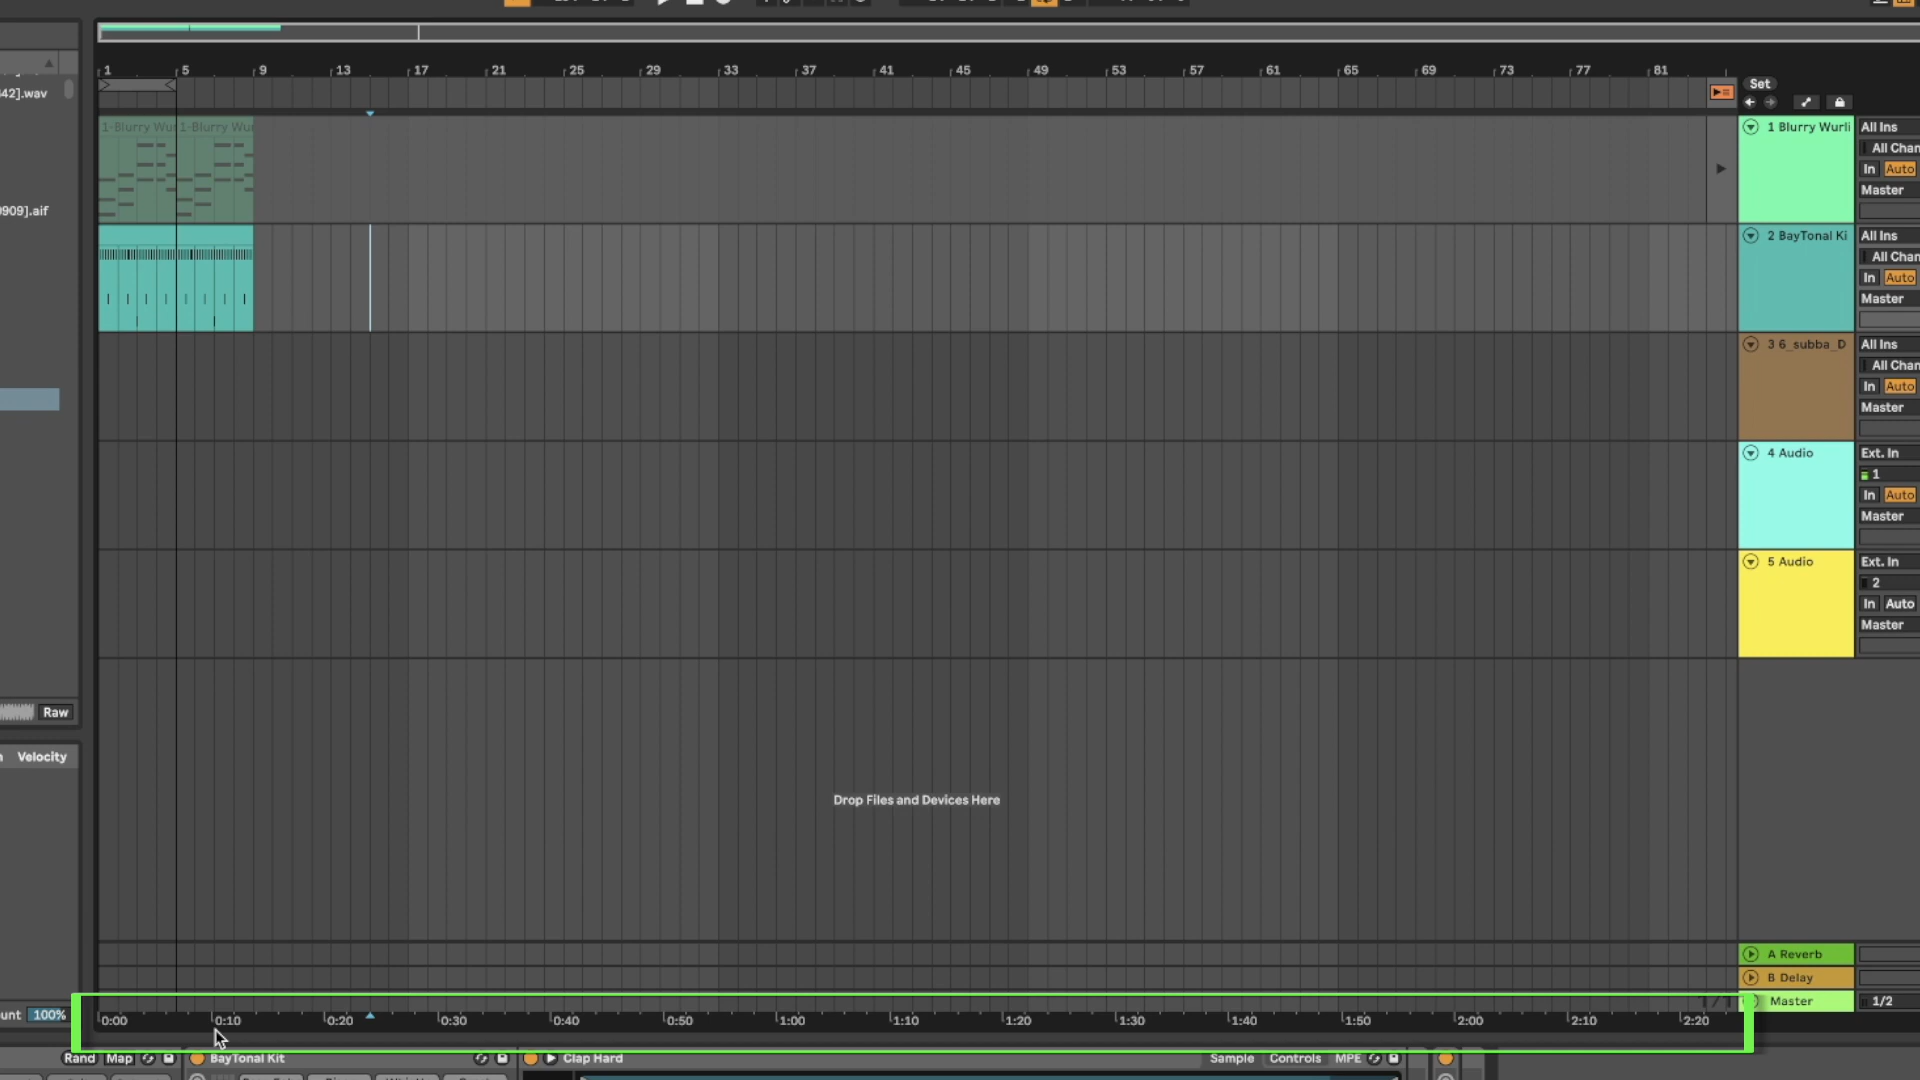 1 5 9 13 17 21 25 29 33 37 41 45 49 53 57 61 65 69 73 77 81
Set
42].wav
909].aif
1-Blurry Wur 1-Blurry Wur
1 Blurry Wurli All Ins
All Chan
In Auto
Master
2 BayTonal Ki All Ins
All Chan
In Auto
Master
3 6_subba_D All Ins
All Chan
In Auto
Master
4 Audio Ext. In
1
In Auto
Master
5 Audio Ext. In
2
In Auto
Master
Raw
Velocity
Drop Files and Devices Here
A Reverb
B Delay
1/1 Master 1/2
unt 100%
0:00 0:10 0:20 0:30 0:40 0:50 1:00 1:10 1:20 1:30 1:40 1:50 2:00 2:10 2:20
Rand Map BayTonal Kit Clap Hard Sample Controls MPE